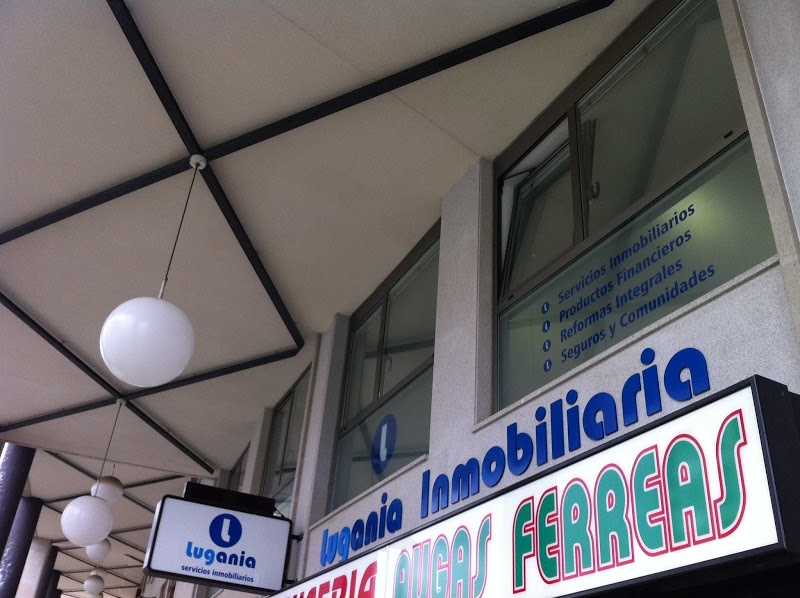 Servicios Inmobiliarios
Productos Financieros
Reformas Integrales
Seguros y Comunidades
Lugania Inmobiliaria
AUGAS FERREAS
Lugania
servicios inmobiliarios